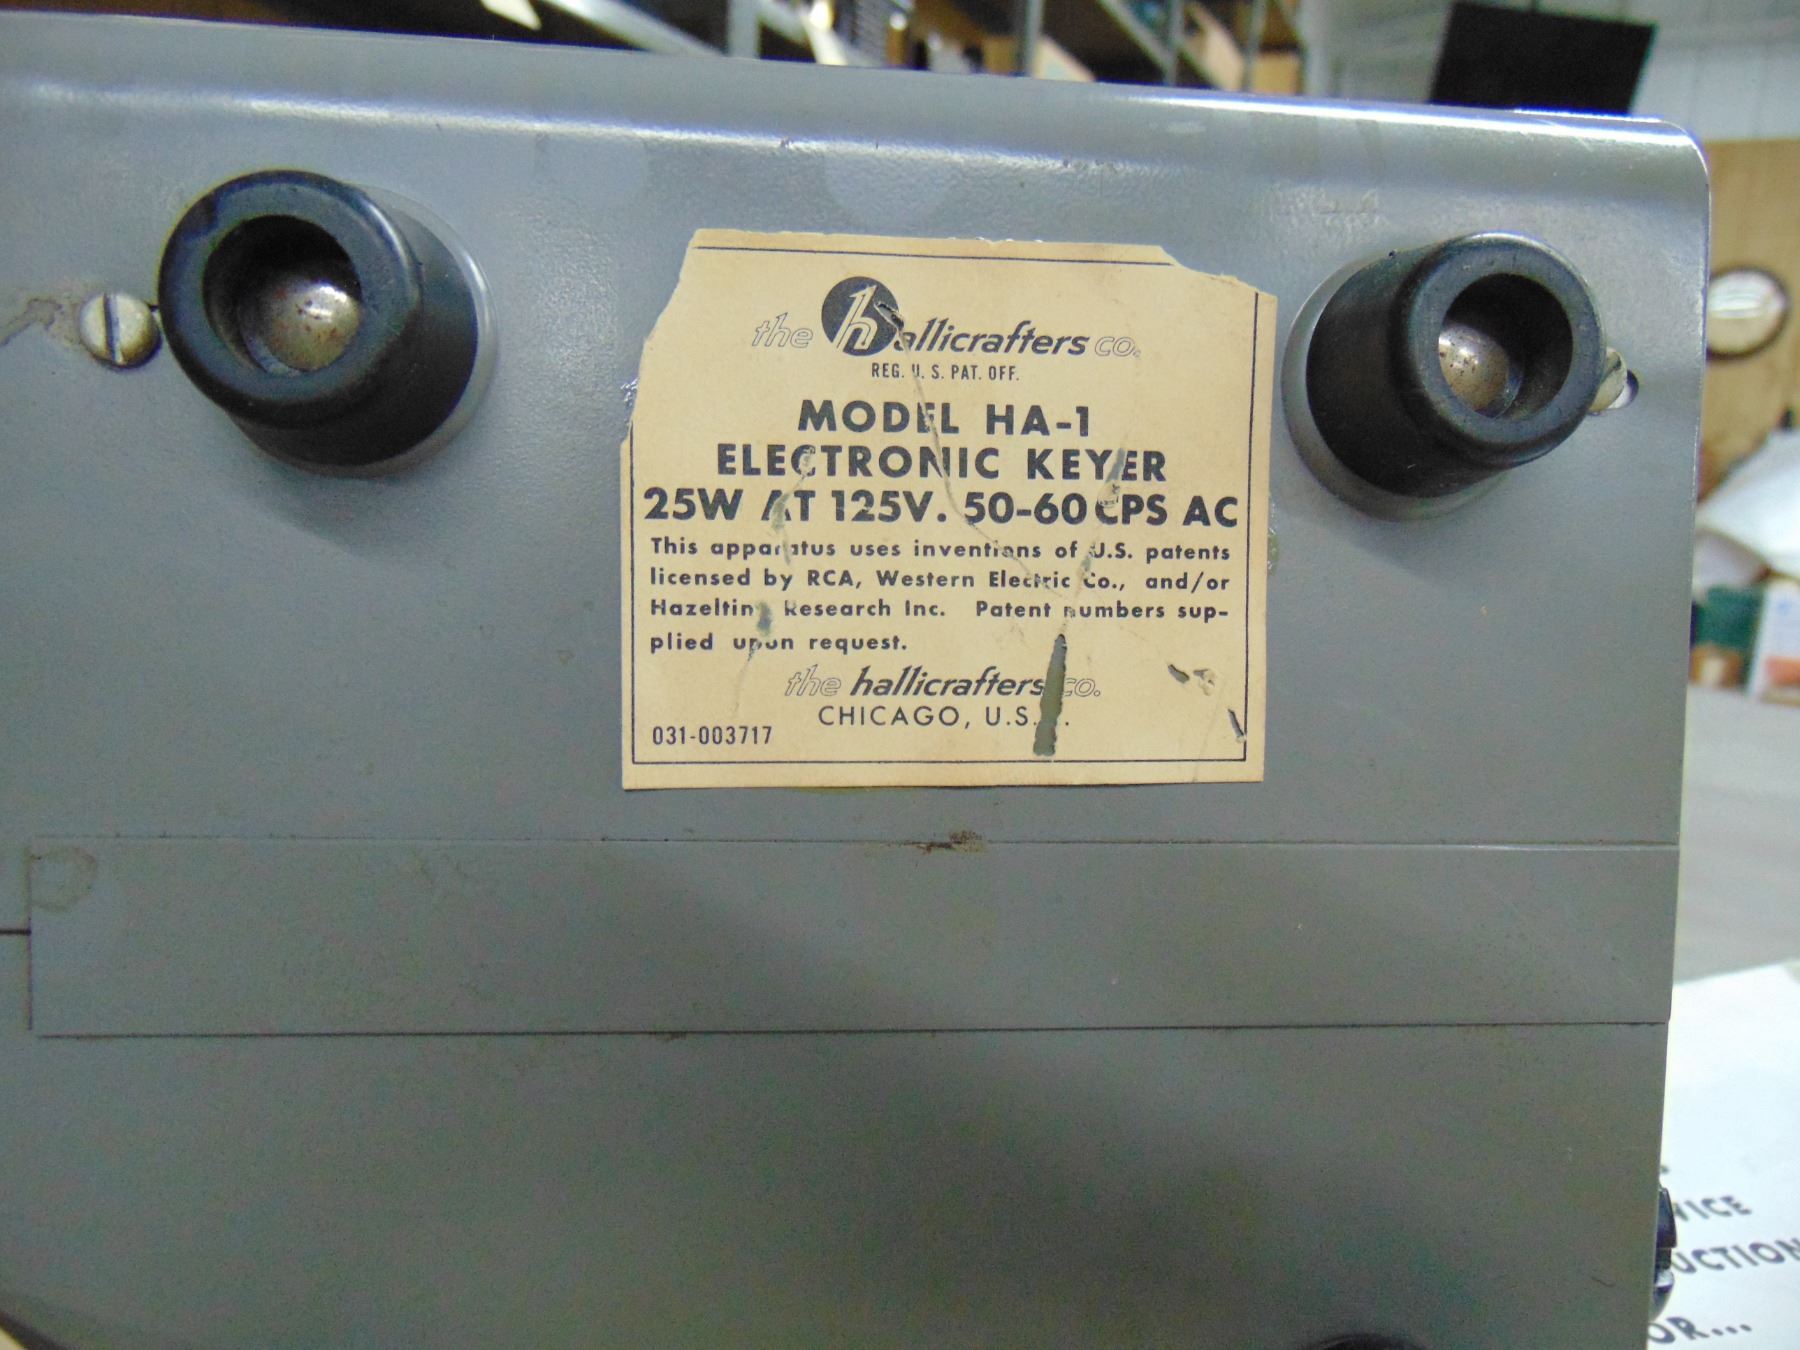 the hallicrafters co.
REG. U. S. PAT. OFF.
MODEL HA-1
ELECTRONIC KEYER
25W AT 125V. 50-60 CPS AC
This apparatus uses inventions of U.S. patents
licensed by RCA, Western Electric Co., and/or
Hazeltine Research Inc. Patent numbers sup-
plied upon request.
the hallicrafters co.
CHICAGO, U.S.
031-003717
OR...